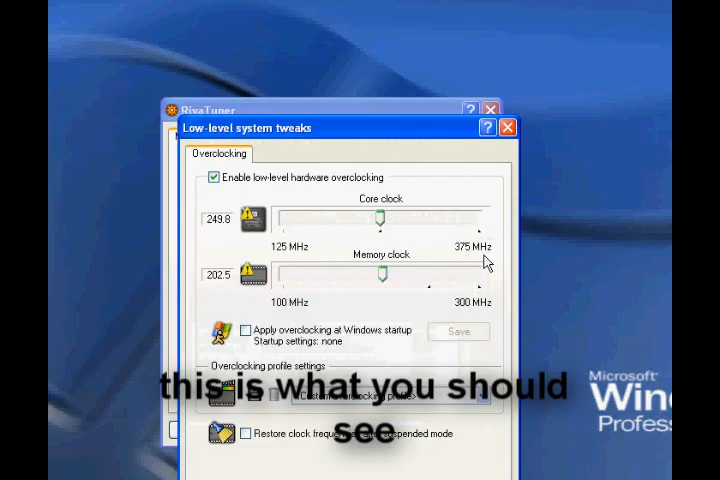 RivaTuner
Low-level system tweaks
Overclocking
Enable low-level hardware overclocking
Core clock
249.8
125 MHz 375 MHz
Memory clock
202.5
100 MHz 300 MHz
Apply overclocking at Windows startup Save
Startup settings: none
Overclocking profile settings
this is what you should
see
Restore clock frequencies after suspended mode
Microsoft
Win
Profess